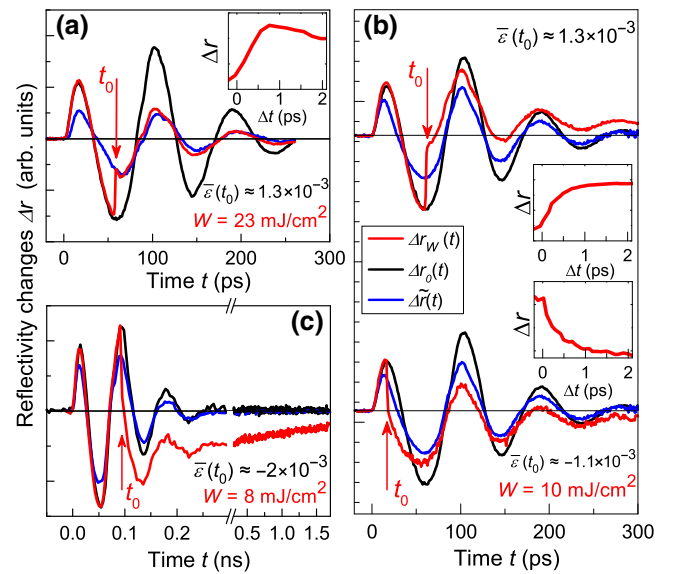 Reflectivity changes Δr (arb. units)
(a)
t₀
Δr
0 1 2
Δt (ps)
ε̅(t₀) ≈ 1.3×10⁻³
W = 23 mJ/cm²
0 100 200 300
Time t (ps)
(b)
ε̅(t₀) ≈ 1.3×10⁻³
t₀
Δr
0 1 2
Δt (ps)
Δr_W (t)
Δr₀(t)
Δr̃(t)
Δr
0 1 2
Δt (ps)
t₀
ε̅(t₀) ≈ -1.1×10⁻³
W = 10 mJ/cm²
0 100 200 300
Time t (ps)
(c)
t₀
ε̅(t₀) ≈ -2×10⁻³
W = 8 mJ/cm²
0.0 0.1 0.2 0.5 1.0 1.5
Time t (ns)